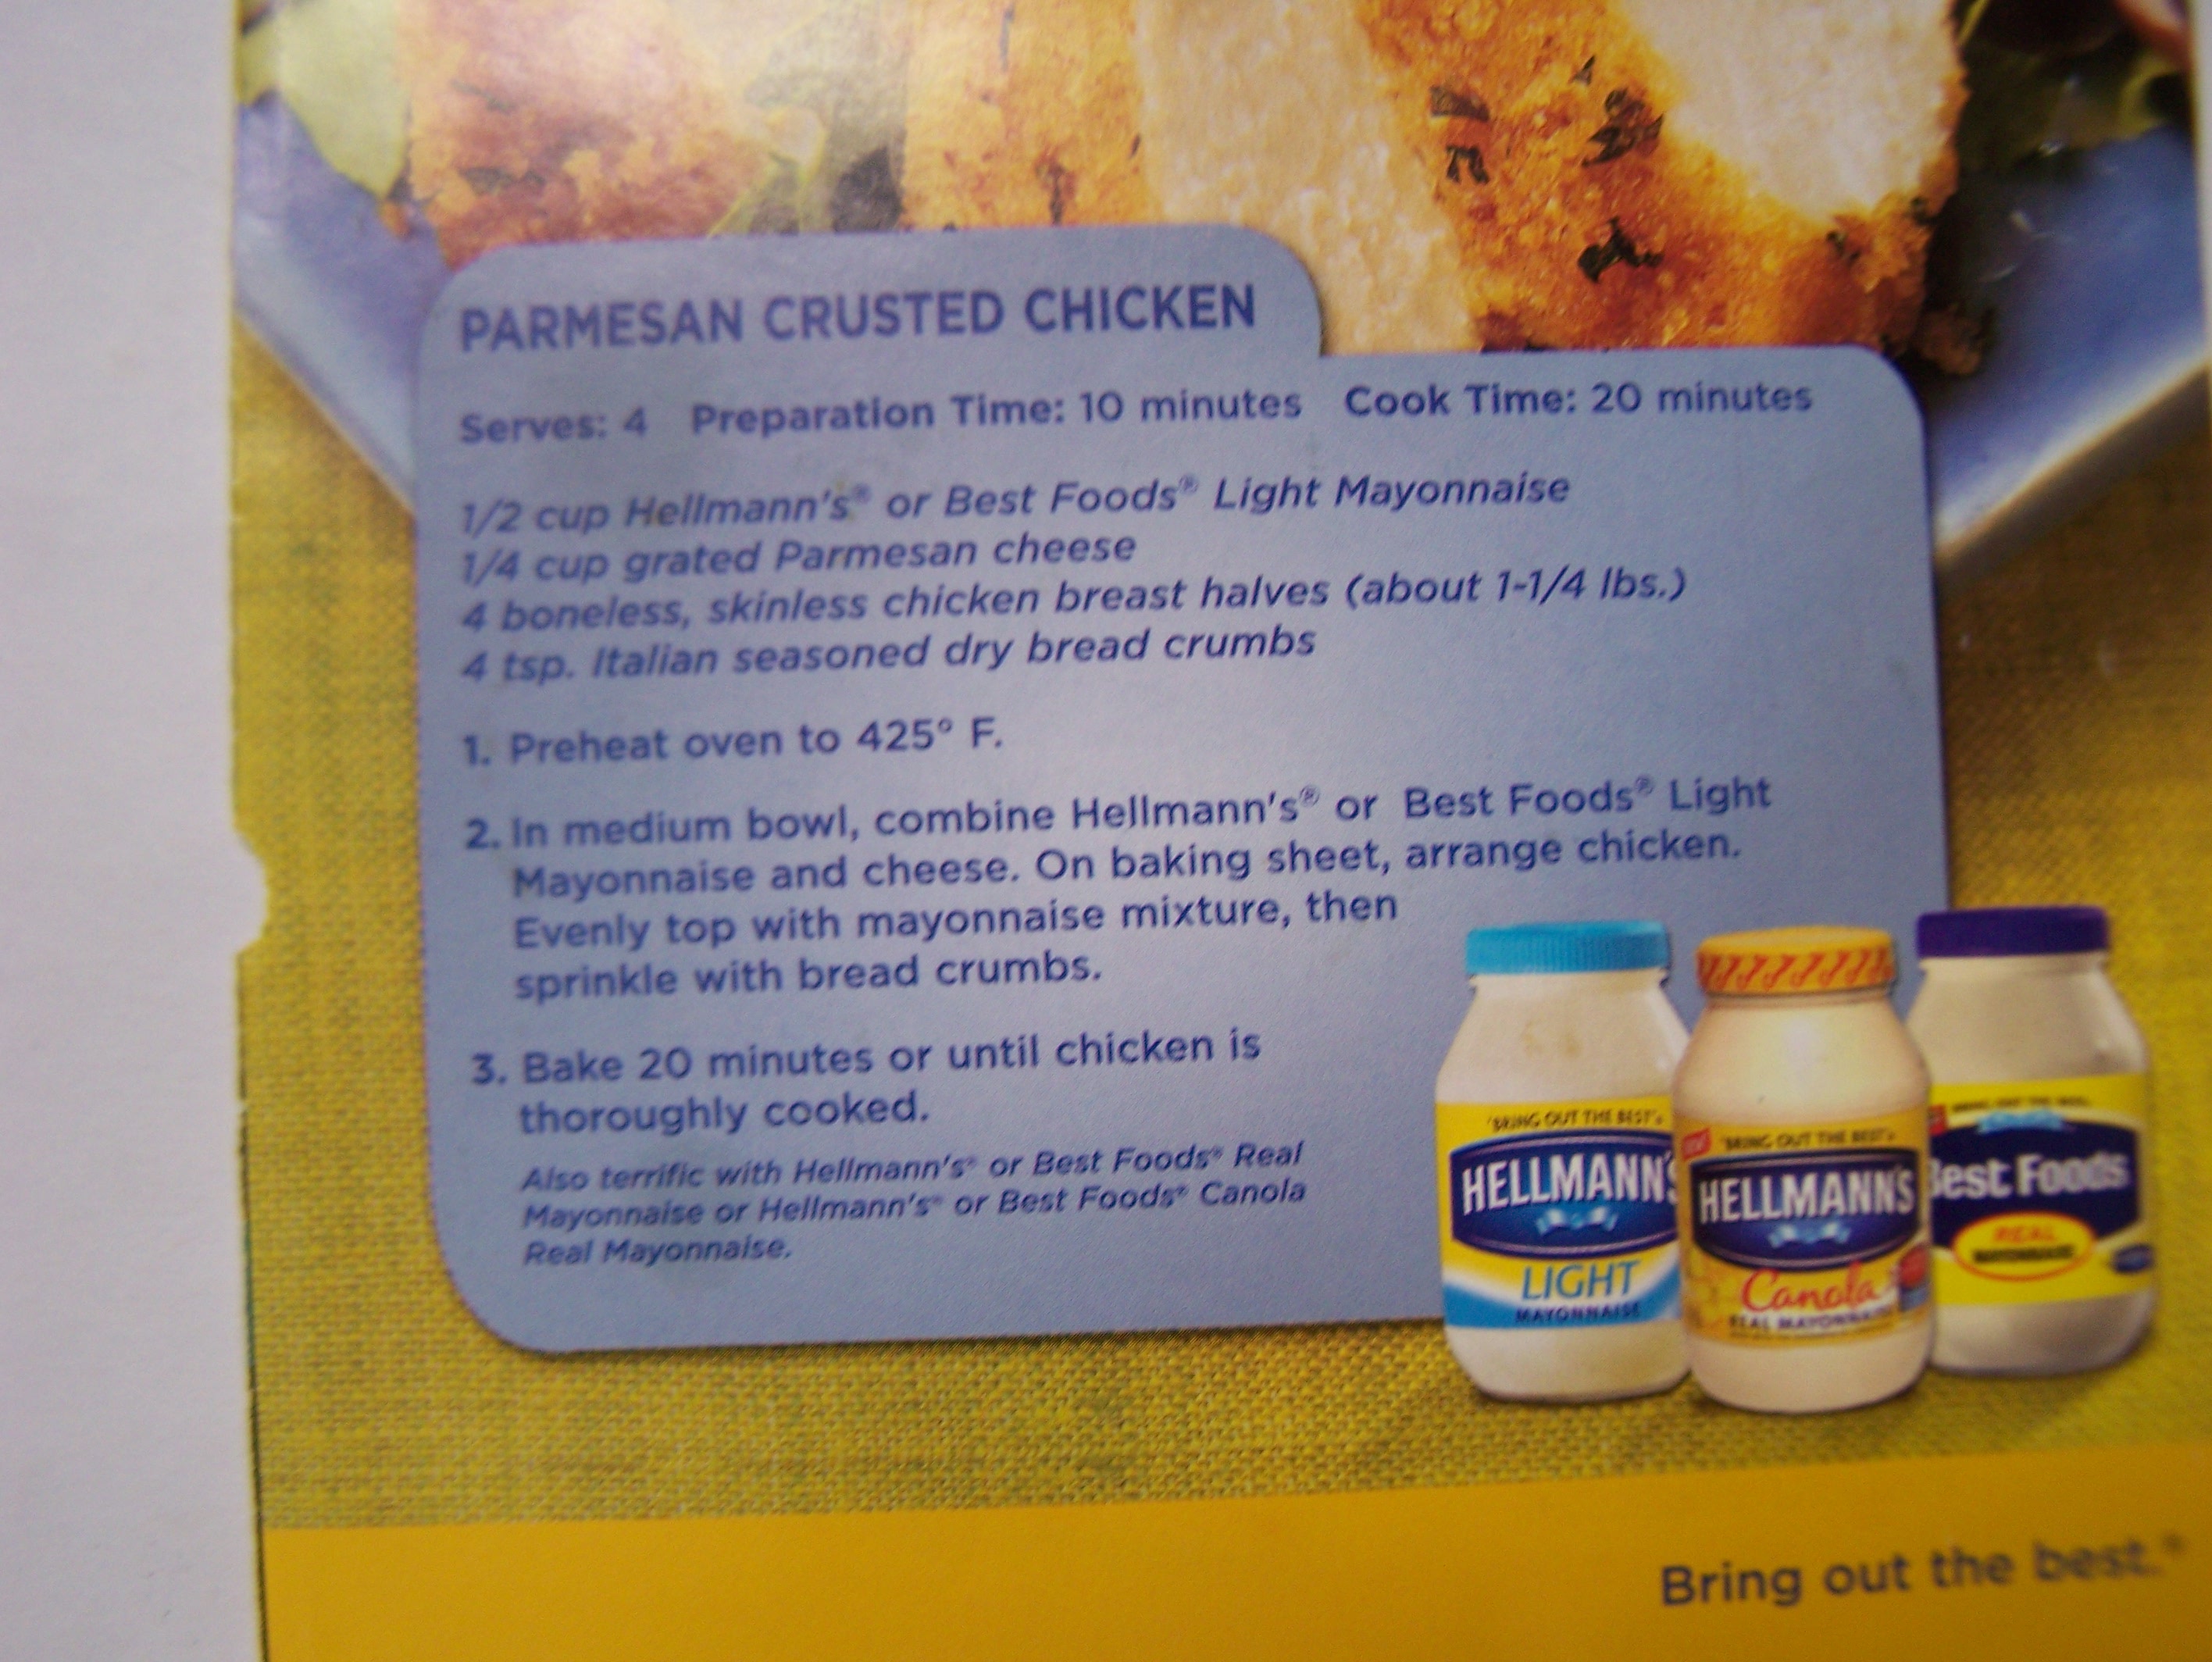 PARMESAN CRUSTED CHICKEN
Serves: 4 Preparation Time: 10 minutes Cook Time: 20 minutes
1/2 cup Hellmann's® or Best Foods® Light Mayonnaise
1/4 cup grated Parmesan cheese
4 boneless, skinless chicken breast halves (about 1-1/4 lbs.)
4 tsp. Italian seasoned dry bread crumbs
1. Preheat oven to 425° F.
2. In medium bowl, combine Hellmann's® or Best Foods® Light
Mayonnaise and cheese. On baking sheet, arrange chicken.
Evenly top with mayonnaise mixture, then
sprinkle with bread crumbs.
3. Bake 20 minutes or until chicken is
thoroughly cooked.
Also terrific with Hellmann's® or Best Foods® Real
Mayonnaise or Hellmann's® or Best Foods® Canola
Real Mayonnaise.
"BRING OUT THE BEST"®
HELLMANN'S
LIGHT
MAYONNAISE
"BRING OUT THE BEST"®
HELLMANN'S
Canola
REAL MAYONNAISE
Best Foods
REAL
MAYONNAISE
Bring out the best.®